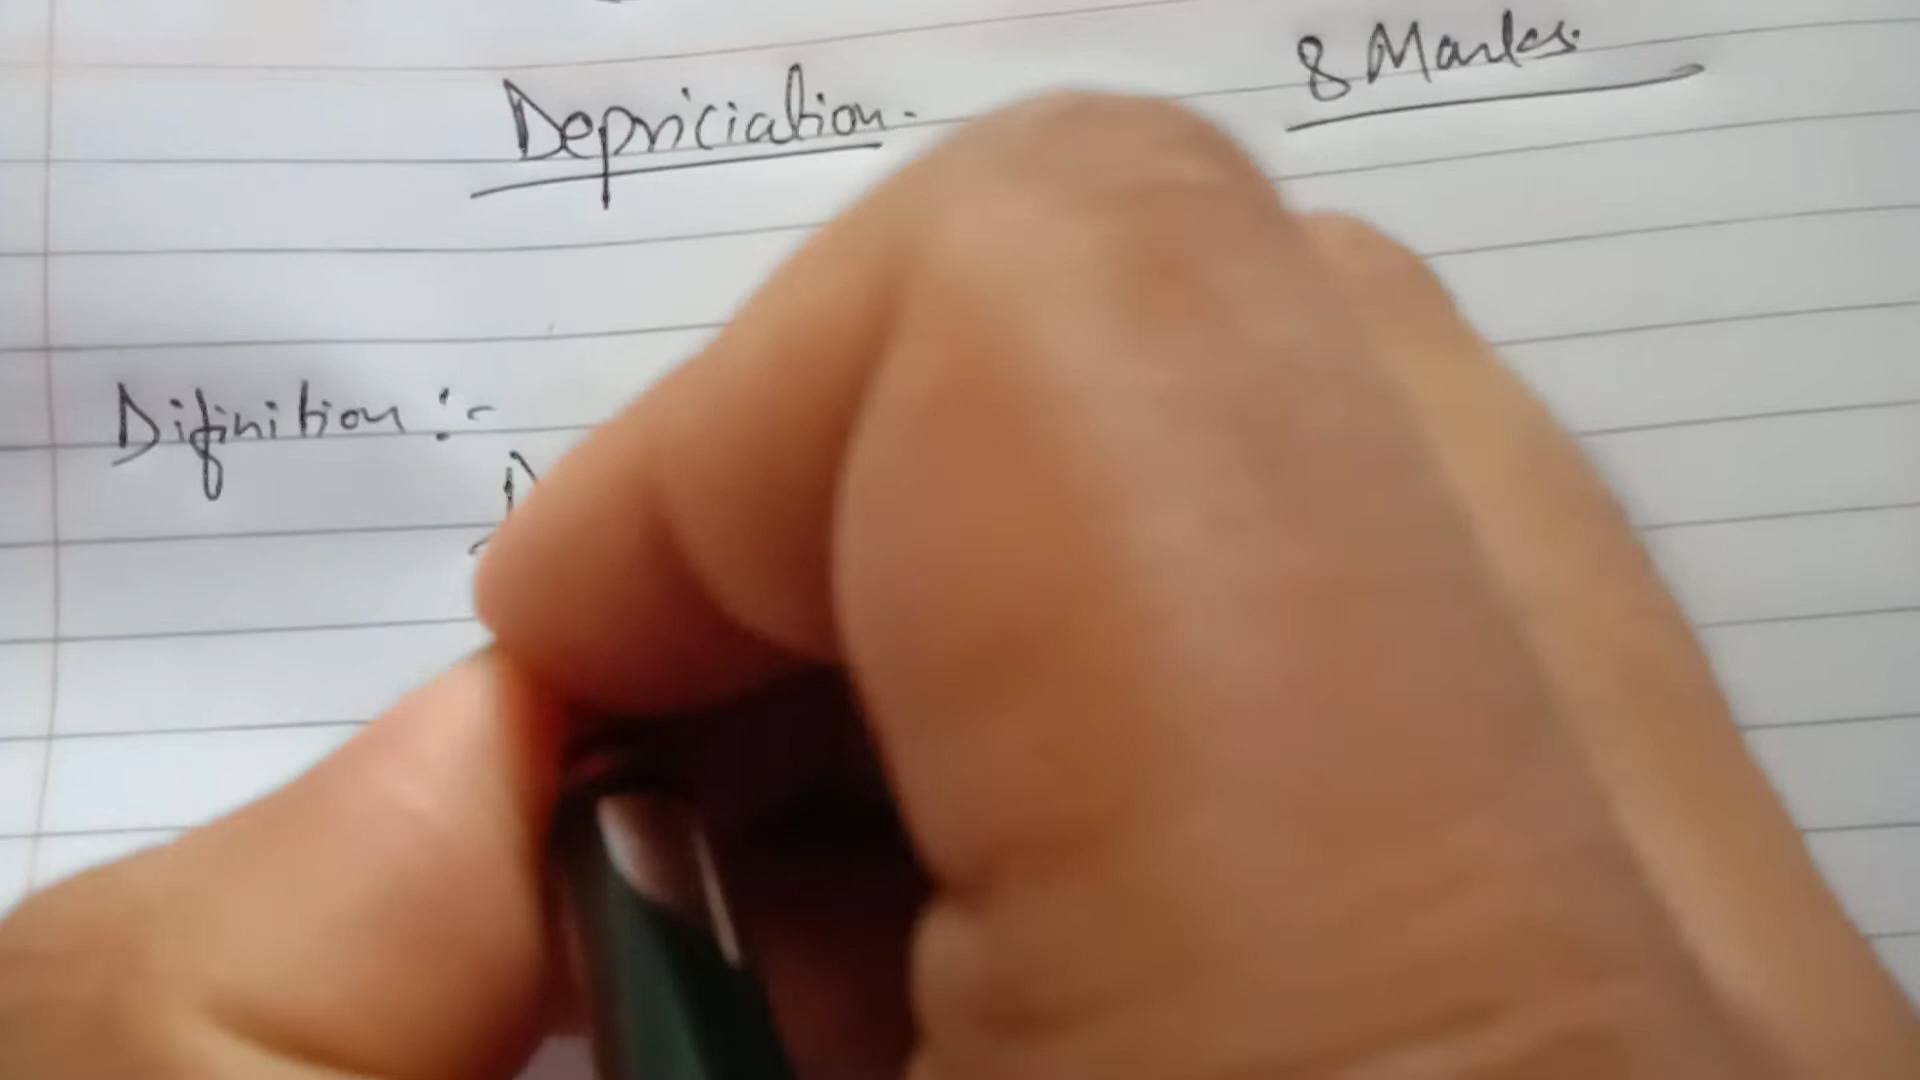 8 Marks.
Depriciation.
Difinition :-
D